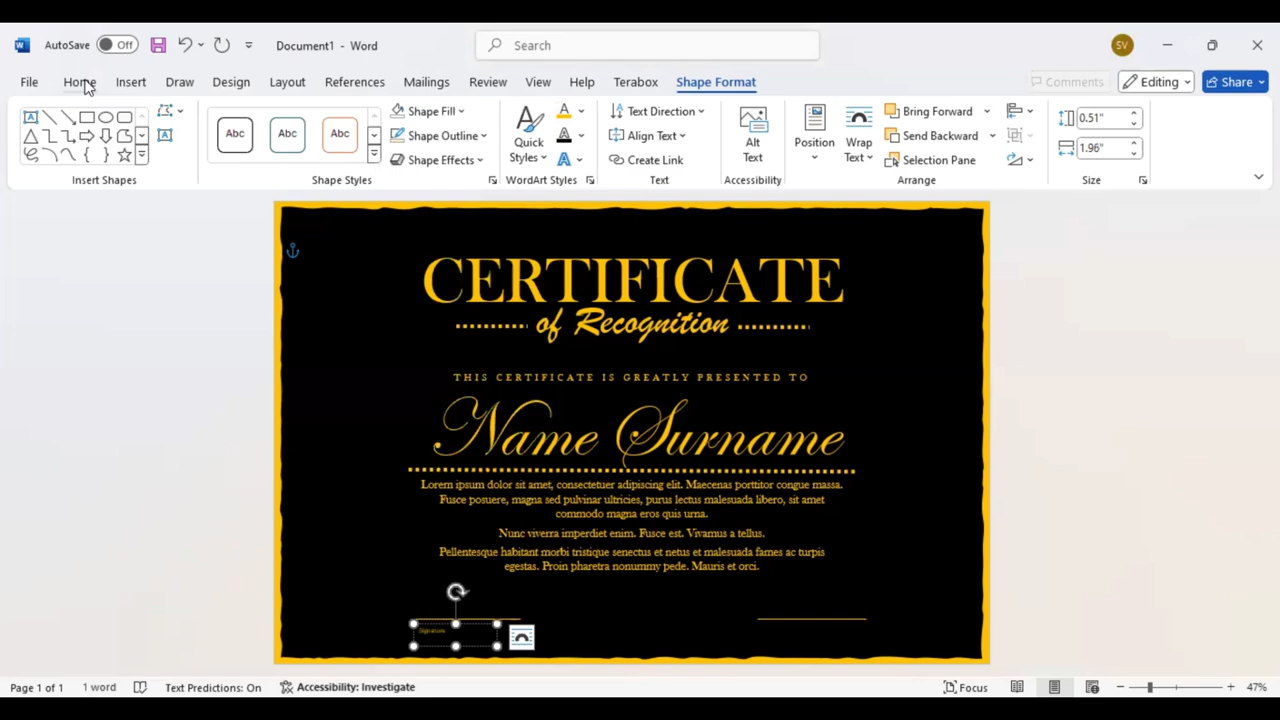 AutoSave Off Document1 - Word Search SV
File Home Insert Draw Design Layout References Mailings Review View Help Terabox Shape Format Comments Editing Share
Abc Abc Abc
Shape Fill
Shape Outline
Shape Effects
Quick Styles
Text Direction
Align Text
Create Link
Alt Text
Position
Wrap Text
Bring Forward
Send Backward
Selection Pane
0.51"
1.96"
Insert Shapes Shape Styles WordArt Styles Text Accessibility Arrange Size
CERTIFICATE
of Recognition
THIS CERTIFICATE IS GREATLY PRESENTED TO
Name Surname
Lorem ipsum dolor sit amet, consectetuer adipiscing elit. Maecenas porttitor congue massa.
Fusce posuere, magna sed pulvinar ultricies, purus lectus malesuada libero, sit amet
commodo magna eros quis urna.
Nunc viverra imperdiet enim. Fusce est. Vivamus a tellus.
Pellentesque habitant morbi tristique senectus et netus et malesuada fames ac turpis
egestas. Proin pharetra nonummy pede. Mauris et orci.
Signature
Page 1 of 1 1 word Text Predictions: On Accessibility: Investigate Focus 47%